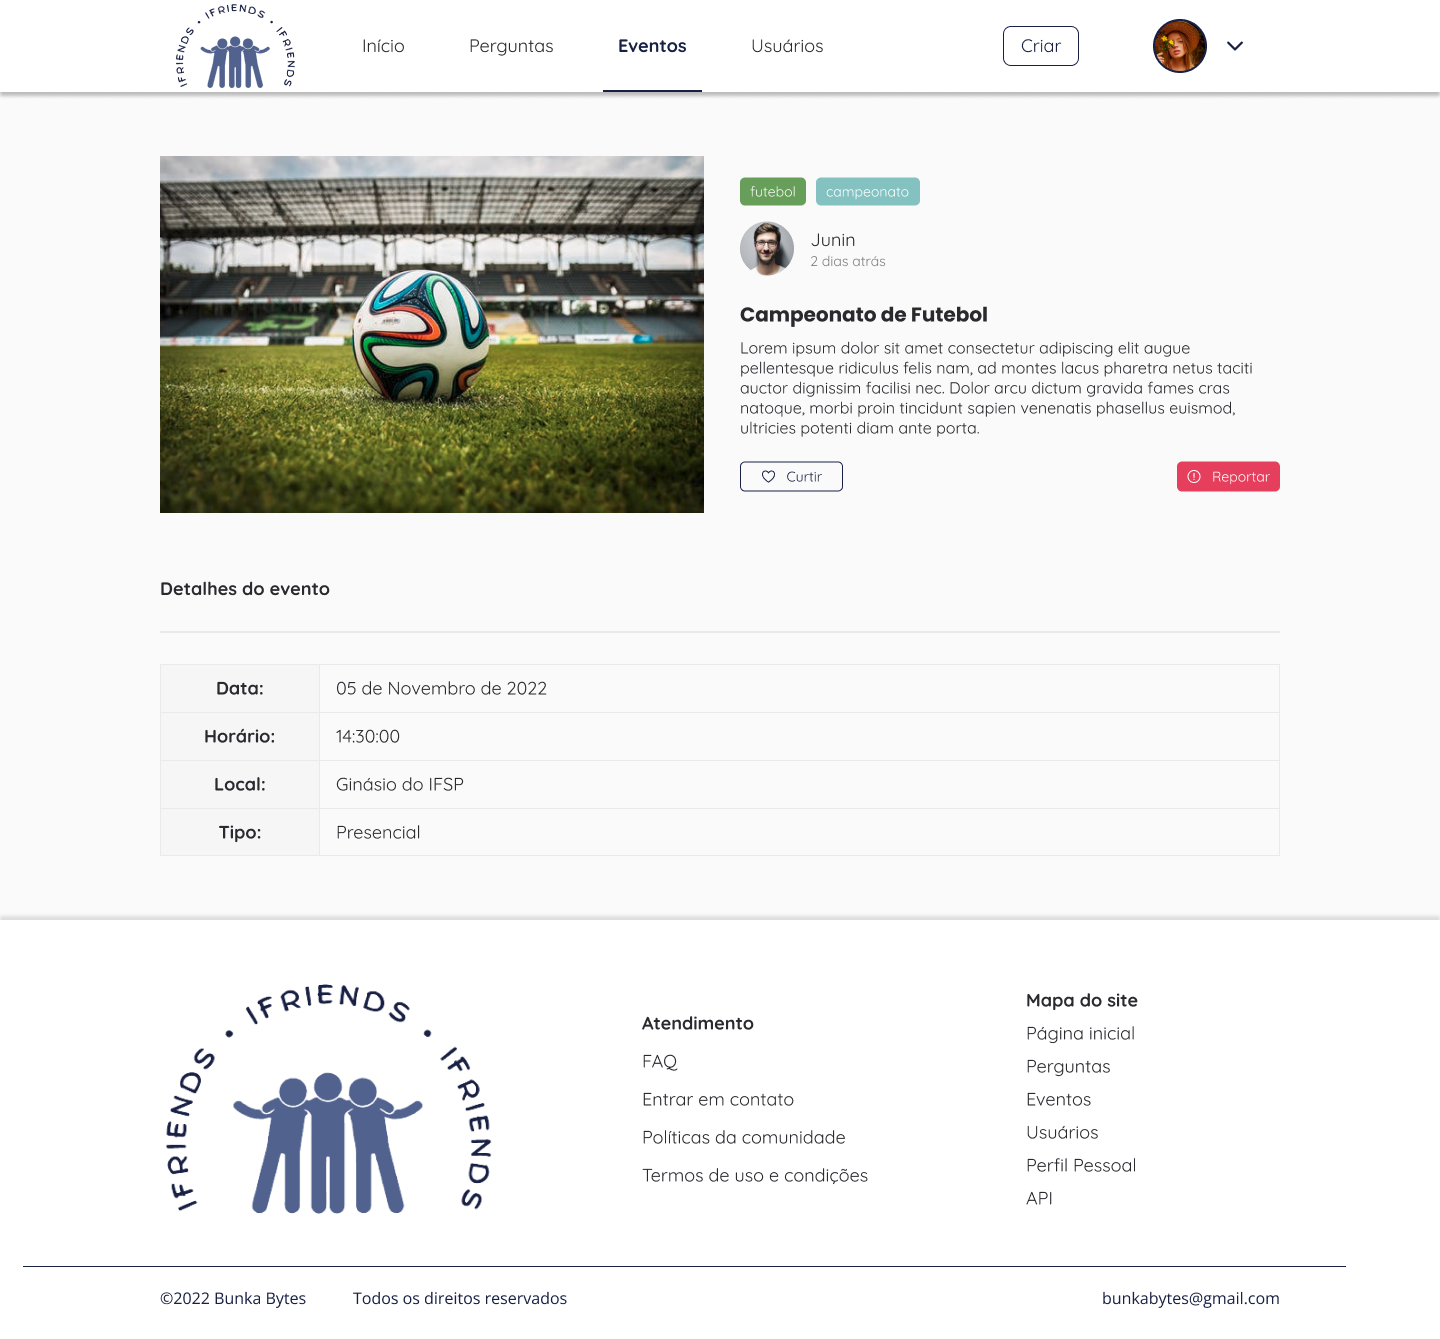 IFRIENDS • IFRIENDS • IFRIENDS
Início
Perguntas
Eventos
Usuários
Criar
futebol
campeonato
Junin
2 dias atrás
Campeonato de Futebol
Lorem ipsum dolor sit amet consectetur adipiscing elit augue
pellentesque ridiculus felis nam, ad montes lacus pharetra netus taciti
auctor dignissim facilisi nec. Dolor arcu dictum gravida fames cras
natoque, morbi proin tincidunt sapien venenatis phasellus euismod,
ultricies potenti diam ante porta.
Curtir
Reportar
Detalhes do evento
Data:
05 de Novembro de 2022
Horário:
14:30:00
Local:
Ginásio do IFSP
Tipo:
Presencial
IFRIENDS • IFRIENDS • IFRIENDS
Atendimento
FAQ
Entrar em contato
Políticas da comunidade
Termos de uso e condições
Mapa do site
Página inicial
Perguntas
Eventos
Usuários
Perfil Pessoal
API
©2022 Bunka Bytes
Todos os direitos reservados
bunkabytes@gmail.com